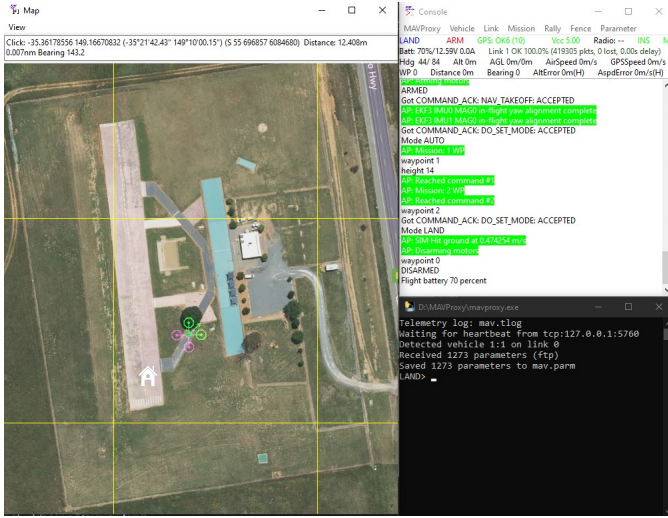 Map
View
Click: -35.36178556 149.16670832 (-35°21'42.43" 149°10'00.15") (S 55 696857 6084680) Distance: 12.408m
0.007nm Bearing 143.2
Hwy
Console
MAVProxy Vehicle Link Mission Rally Fence Parameter
LAND ARM GPS: OK6 (10) Vcc 5.00 Radio: -- INS
Batt: 70%/12.59V 0.0A Link 1 OK 100.0% (419305 pkts, 0 lost, 0.00s delay)
Hdg 44/ 84 Alt 0m AGL 0m/0m AirSpeed 0m/s GPSSpeed 0m/s
WP 0 Distance 0m Bearing 0 AltError 0m(H) AspdError 0m/s(H)
AP: Arming motors
ARMED
Got COMMAND_ACK: NAV_TAKEOFF: ACCEPTED
AP: EKF3 IMU0 MAG0 in-flight yaw alignment complete
AP: EKF3 IMU1 MAG0 in-flight yaw alignment complete
Got COMMAND_ACK: DO_SET_MODE: ACCEPTED
Mode AUTO
AP: Mission: 1 WP
waypoint 1
height 14
AP: Reached command #1
AP: Mission: 2 WP
AP: Reached command #2
waypoint 2
Got COMMAND_ACK: DO_SET_MODE: ACCEPTED
Mode LAND
AP: SIM Hit ground at 0.474254 m/s
AP: Disarming motors
waypoint 0
DISARMED
Flight battery 70 percent
D:\MAVProxy\mavproxy.exe
Telemetry log: mav.tlog
Waiting for heartbeat from tcp:127.0.0.1:5760
Detected vehicle 1:1 on link 0
Received 1273 parameters (ftp)
Saved 1273 parameters to mav.parm
LAND>